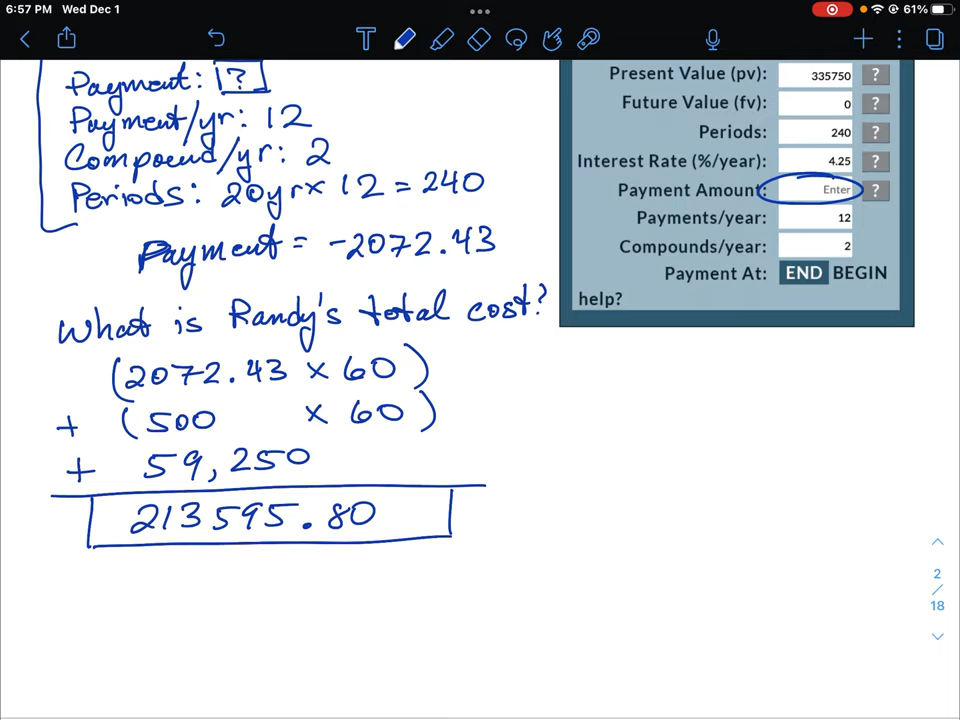 6:57 PM Wed Dec 1
61%
T
Payment: ?
Payment/yr: 12
Compound/yr: 2
Periods: 20yr x 12 = 240
Payment = -2072.43
What is Randy's total cost?
(2072.43 x 60)
+ (500 x 60)
+ 59,250
213595.80
Present Value (pv): 335750 ?
Future Value (fv): 0 ?
Periods: 240 ?
Interest Rate (%/year): 4.25 ?
Payment Amount: Enter ?
Payments/year: 12
Compounds/year: 2
Payment At: END BEGIN
help?
2
/
18